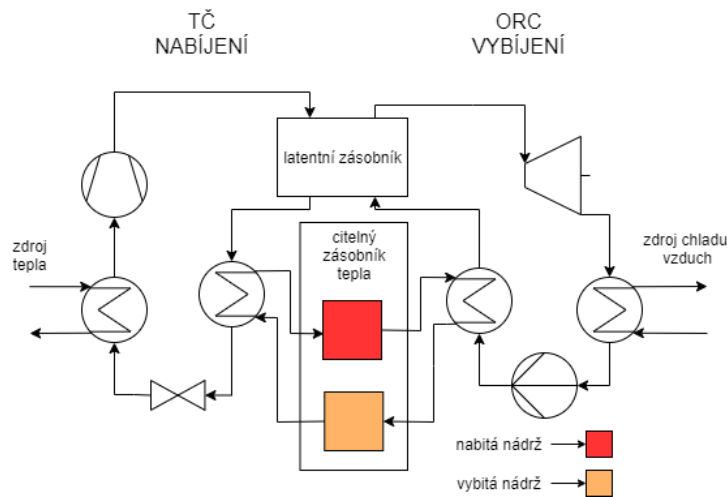 TČ
NABÍJENÍ
ORC
VYBÍJENÍ
latentní zásobník
zdroj
tepla
citelný
zásobník
tepla
zdroj chladu
vzduch
nabitá nádrž
vybitá nádrž